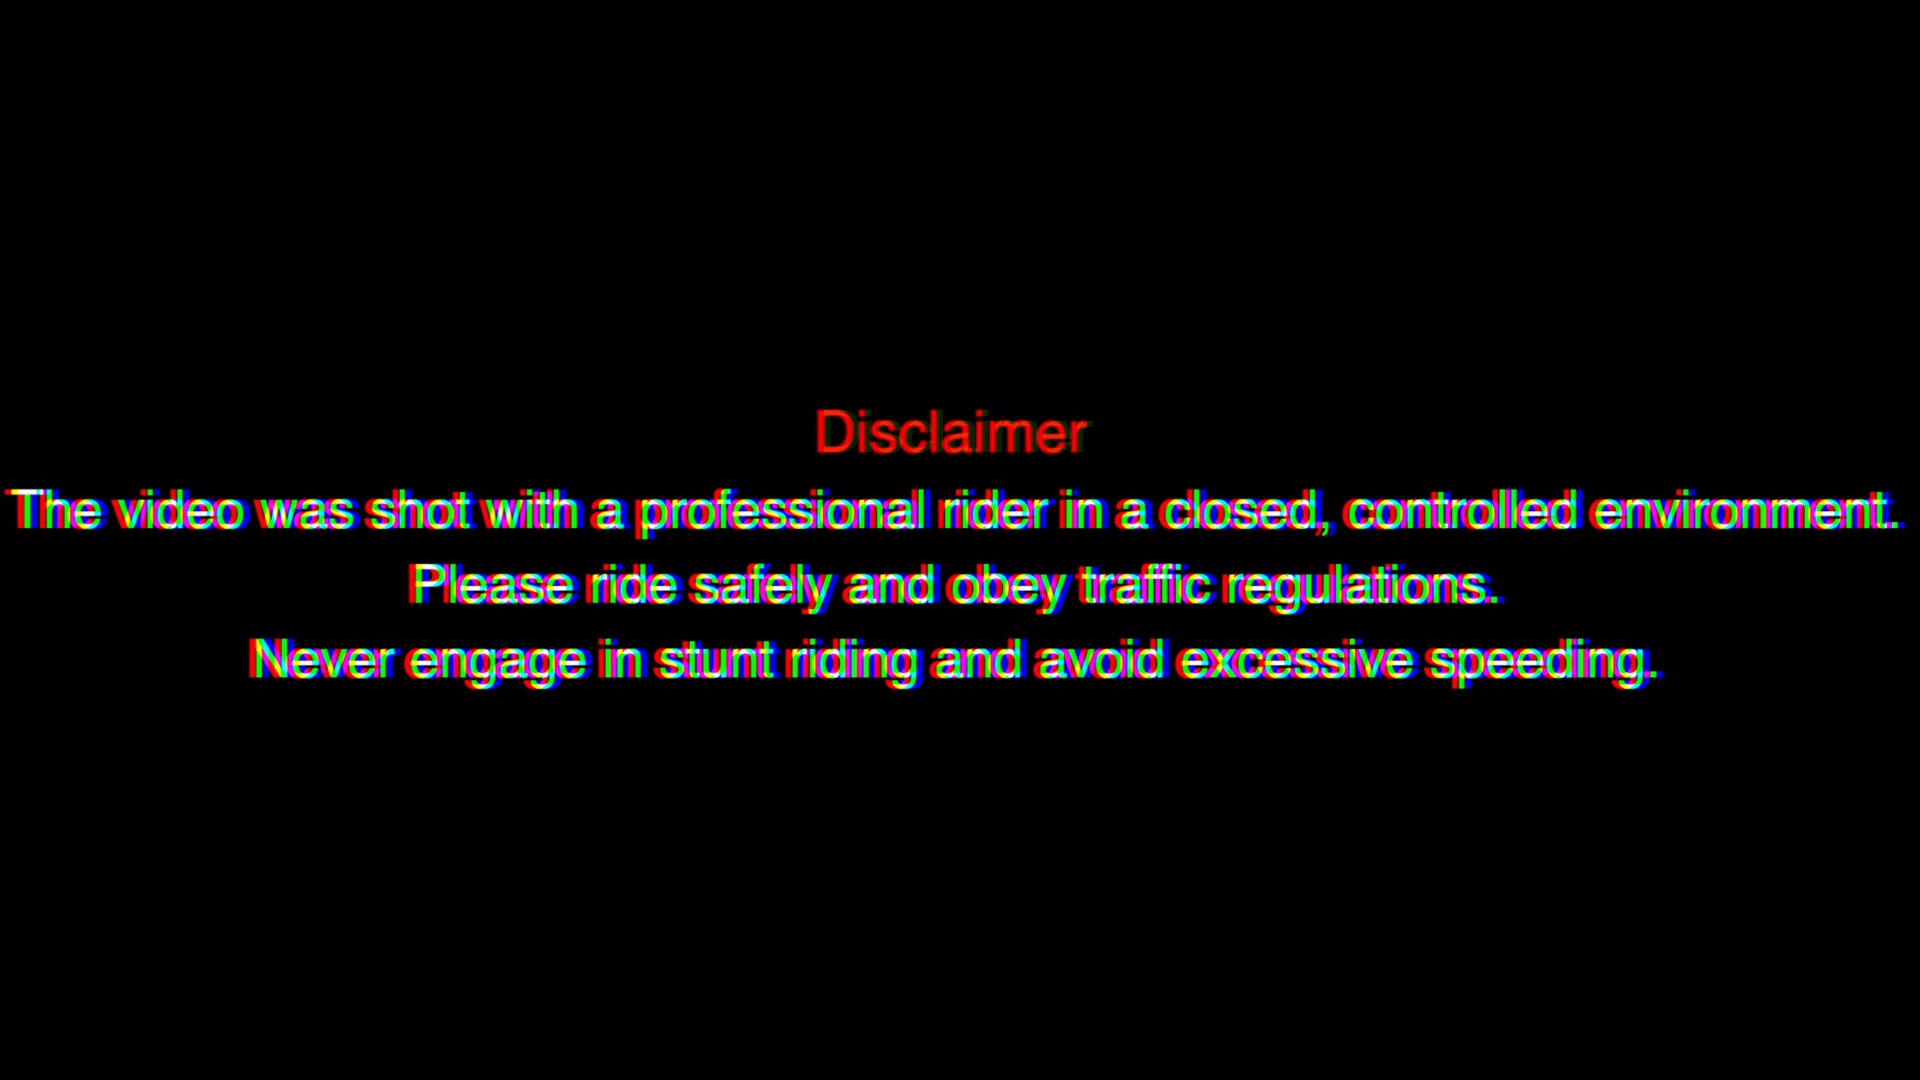 Disclaimer
The video was shot with a professional rider in a closed, controlled environment.
Please ride safely and obey traffic regulations.
Never engage in stunt riding and avoid excessive speeding.